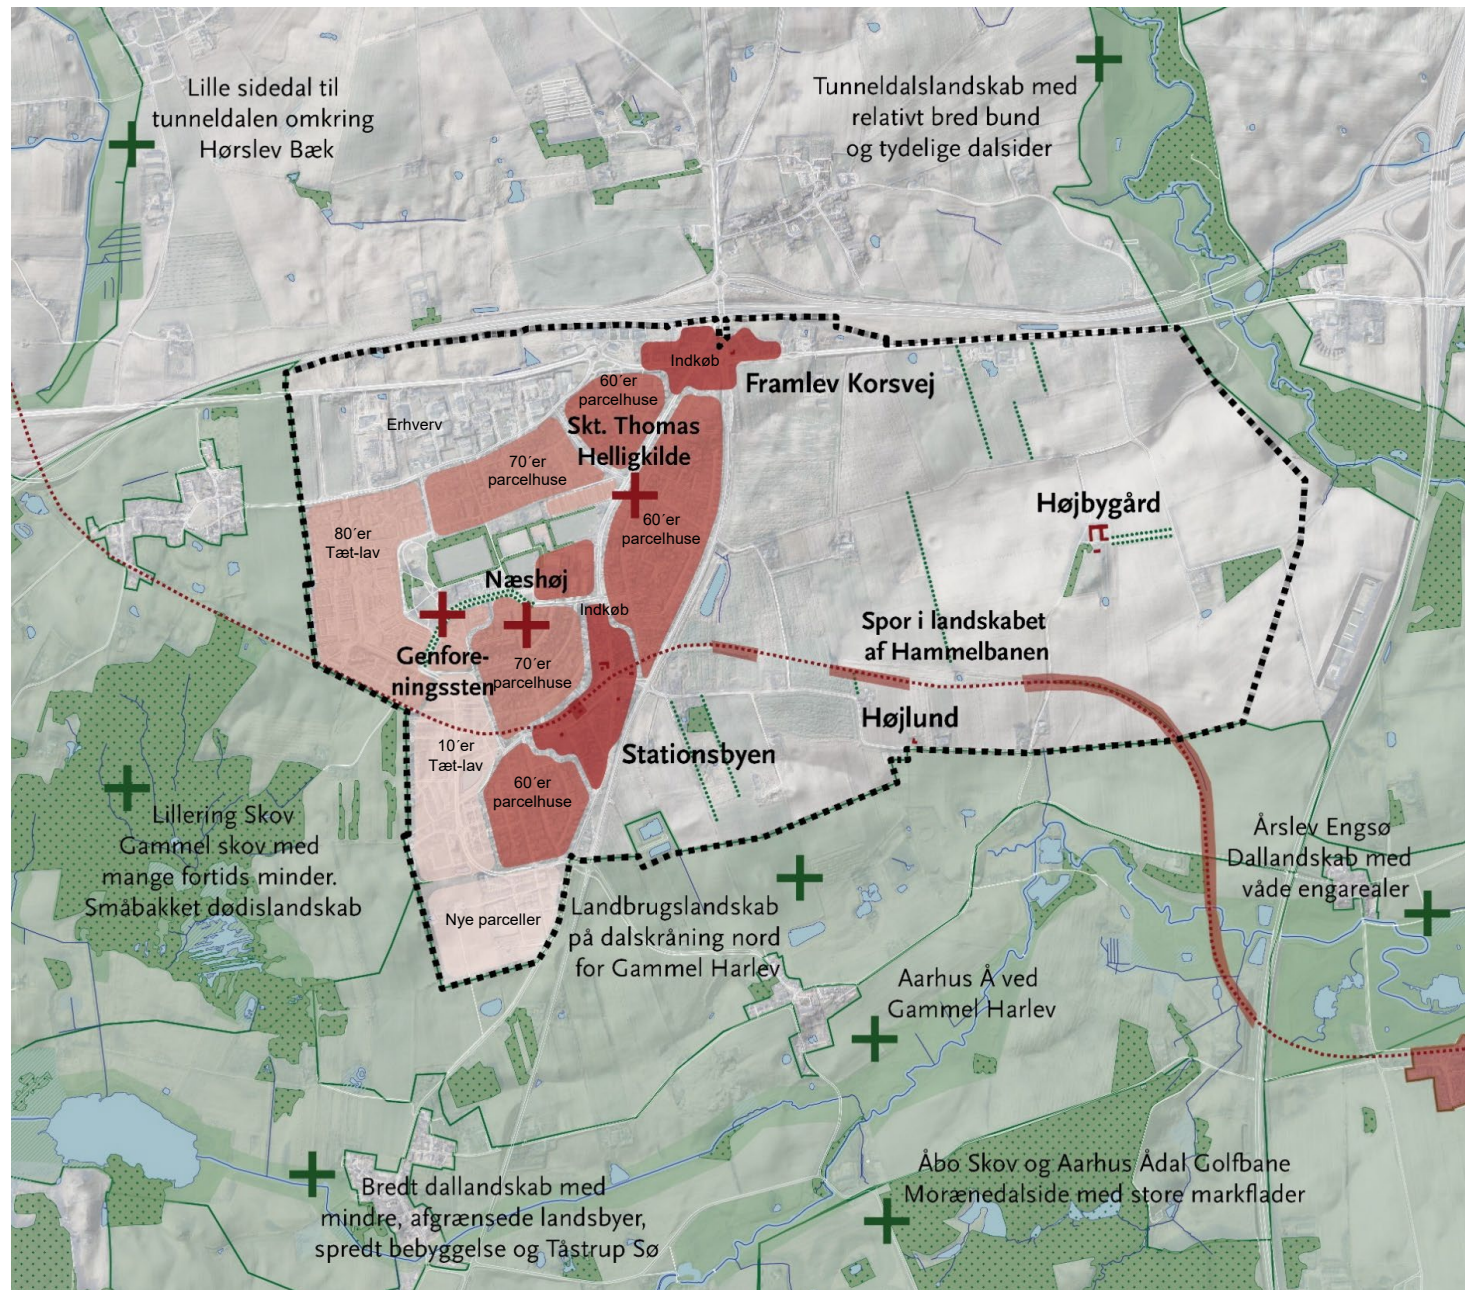 Lille sidedal til
tunneldalen omkring
Hørslev Bæk
Tunneldalslandskab med
relativt bred bund
og tydelige dalsider
Indkøb
Framlev Korsvej
60´er
parcelhuse
Erhverv
Skt. Thomas
Helligkilde
70´er
parcelhuse
60´er
parcelhuse
Højbygård
80´er
Tæt-lav
Næshøj
Indkøb
Spor i landskabet
af Hammelbanen
Genfore-
ningssten
70´er
parcelhuse
Højlund
10´er
Tæt-lav
Stationsbyen
60´er
parcelhuse
Lillering Skov
Gammel skov med
mange fortids minder.
Småbakket dødislandskab
Årslev Engsø
Dallandskab med
våde engarealer
Nye parceller
Landbrugslandskab
på dalskråning nord
for Gammel Harlev
Aarhus Å ved
Gammel Harlev
Åbo Skov og Aarhus Ådal Golfbane
Morænedalside med store markflader
Bredt dallandskab med
mindre, afgrænsede landsbyer,
spredt bebyggelse og Tåstrup Sø